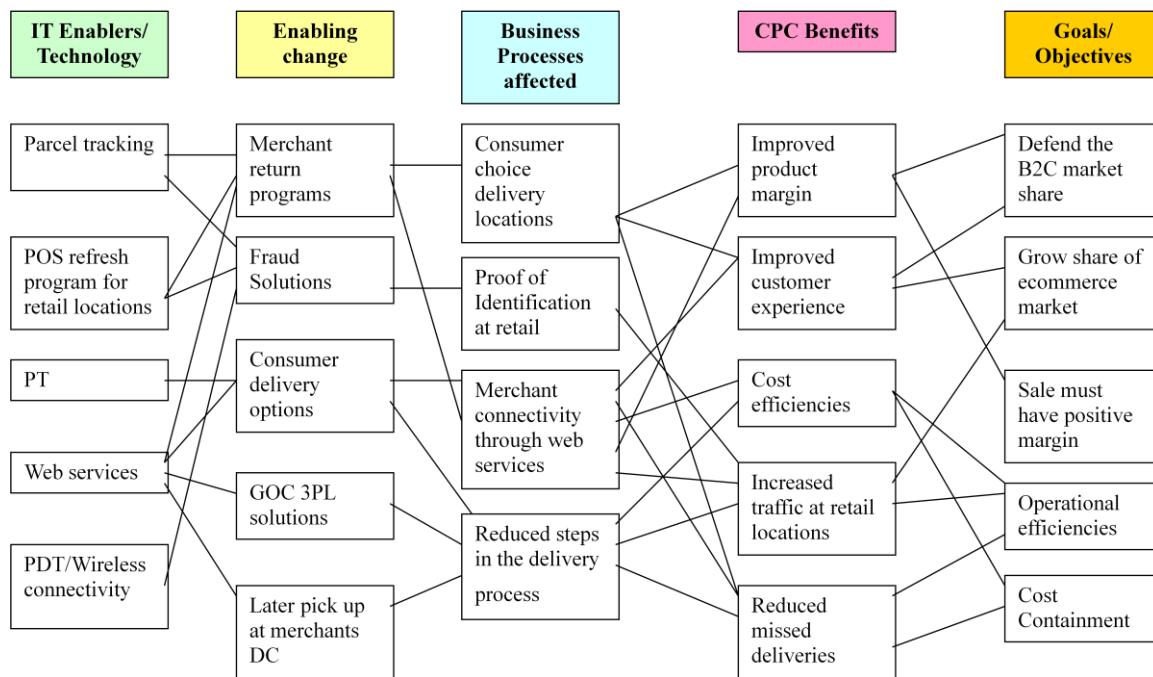 IT Enablers/
Technology
Enabling
change
Business
Processes
affected
CPC Benefits
Goals/
Objectives
Parcel tracking
POS refresh
program for
retail locations
PT
Web services
PDT/Wireless
connectivity
Merchant
return
programs
Fraud
Solutions
Consumer
delivery
options
GOC 3PL
solutions
Later pick up
at merchants
DC
Consumer
choice
delivery
locations
Proof of
Identification
at retail
Merchant
connectivity
through web
services
Reduced steps
in the delivery
process
Improved
product
margin
Improved
customer
experience
Cost
efficiencies
Increased
traffic at retail
locations
Reduced
missed
deliveries
Defend the
B2C market
share
Grow share of
ecommerce
market
Sale must
have positive
margin
Operational
efficiencies
Cost
Containment